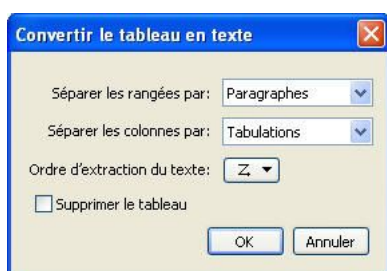 Convertir le tableau en texte
Séparer les rangées par: Paragraphes
Séparer les colonnes par: Tabulations
Ordre d'extraction du texte:
Supprimer le tableau
OK Annuler